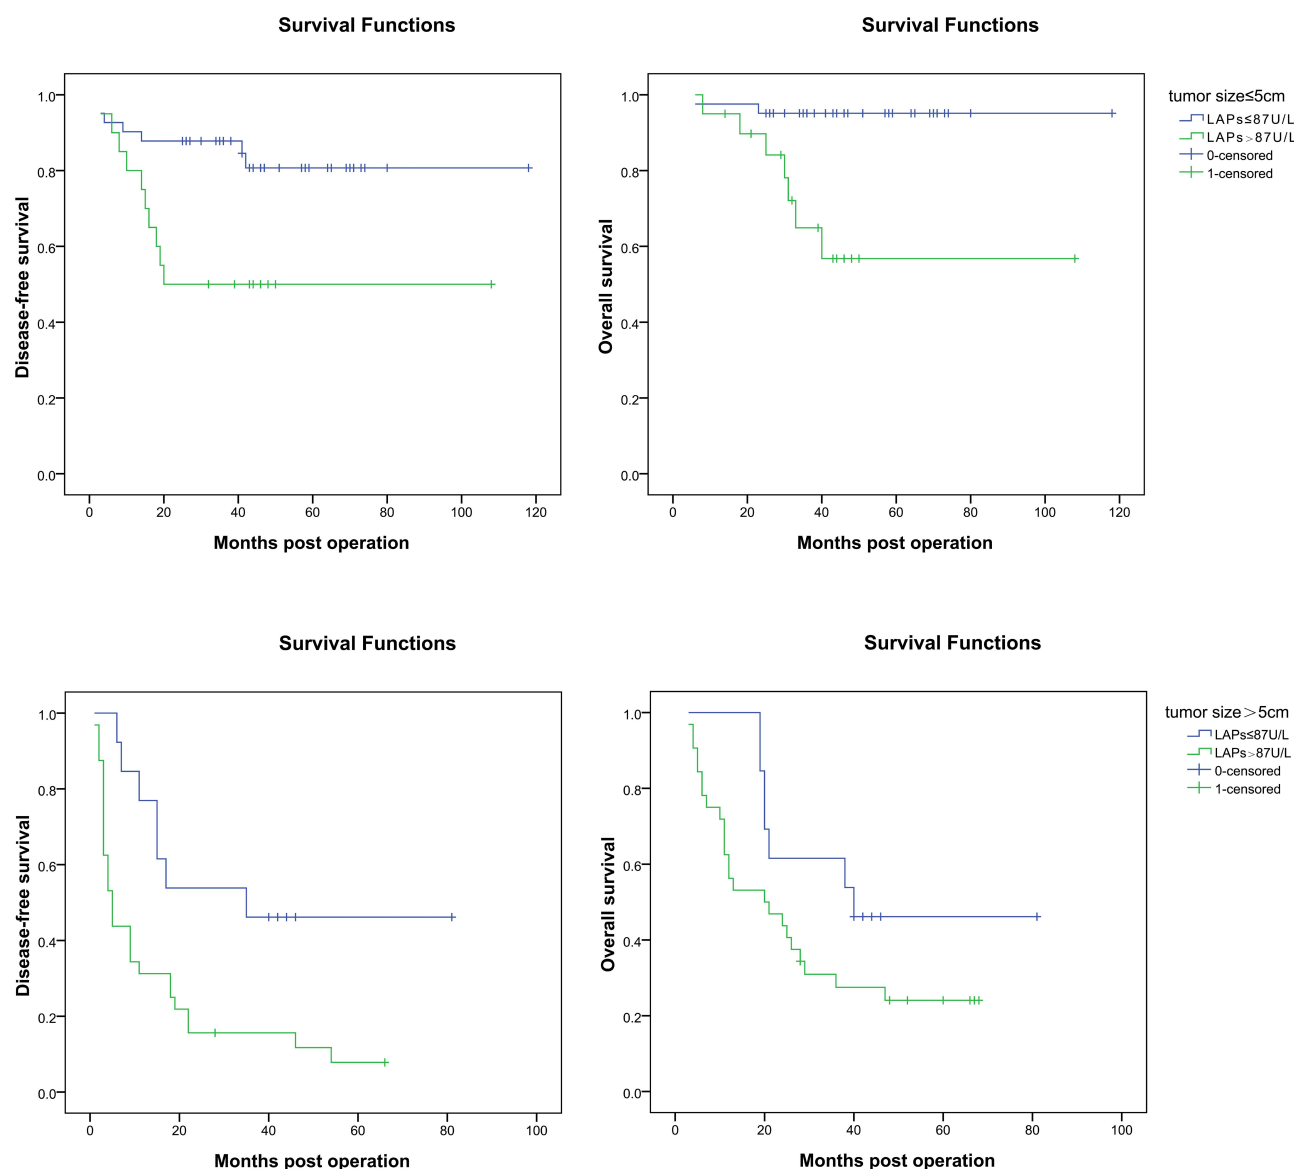 Survival Functions
Disease-free survival
1.0
0.8
0.6
0.4
0.2
0.0
0 20 40 60 80 100 120
Months post operation
Survival Functions
Overall survival
1.0
0.8
0.6
0.4
0.2
0.0
0 20 40 60 80 100 120
Months post operation
tumor size≤5cm
LAPs≤87U/L
LAPs>87U/L
0-censored
1-censored
Survival Functions
Disease-free survival
1.0
0.8
0.6
0.4
0.2
0.0
0 20 40 60 80 100
Months post operation
Survival Functions
Overall survival
1.0
0.8
0.6
0.4
0.2
0.0
0 20 40 60 80 100
Months post operation
tumor size>5cm
LAPs≤87U/L
LAPs>87U/L
0-censored
1-censored